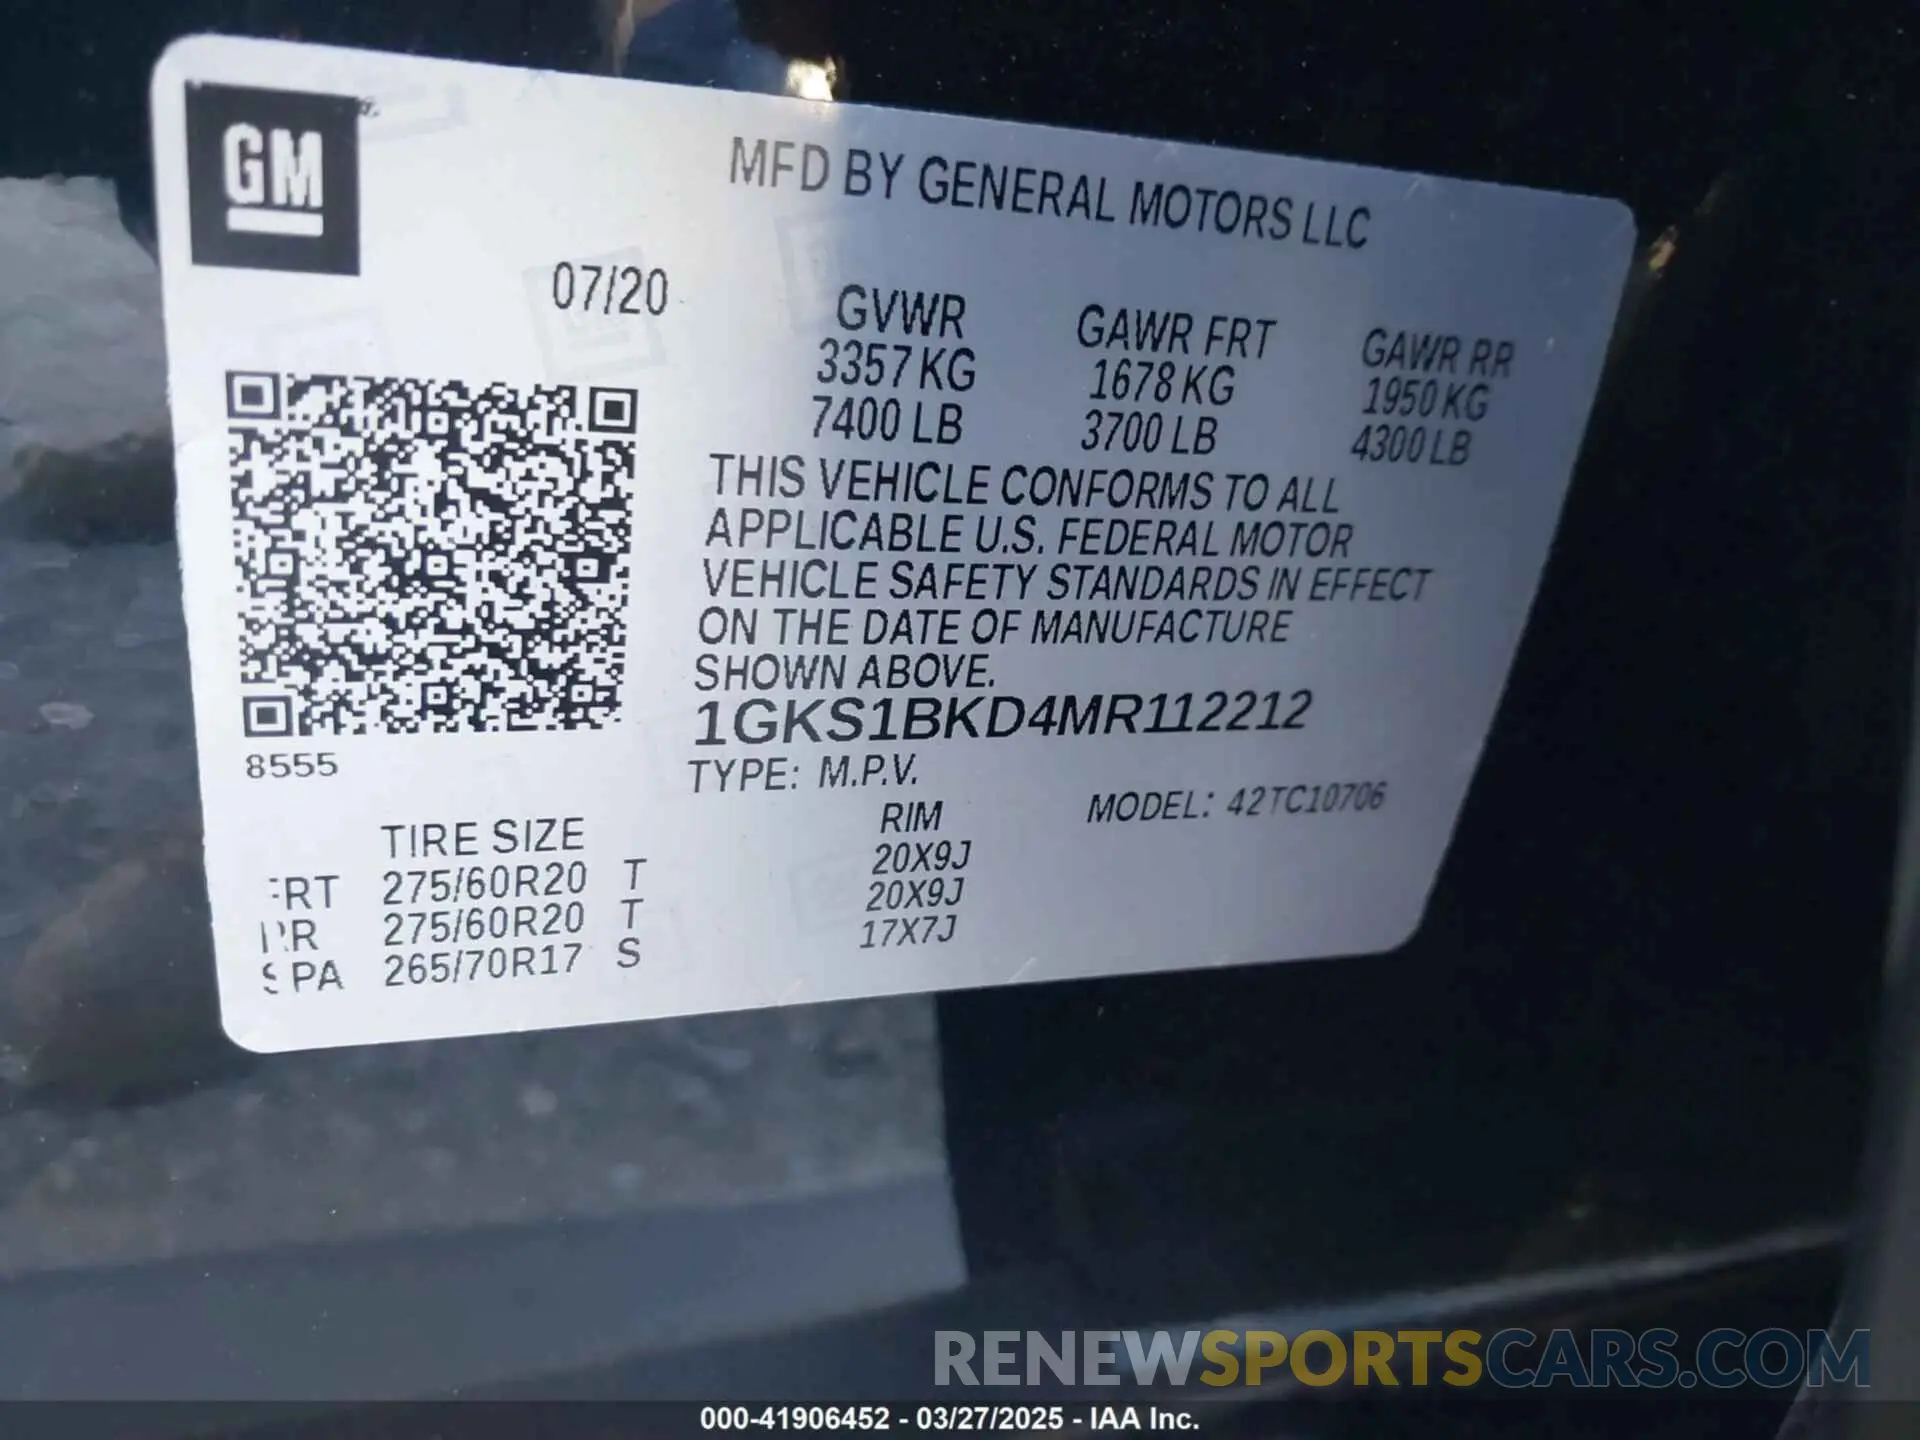 GM
MFD BY GENERAL MOTORS LLC
07/20
GVWR GAWR FRT GAWR RR
3357 KG 1678 KG 1950 KG
7400 LB 3700 LB 4300 LB
THIS VEHICLE CONFORMS TO ALL
APPLICABLE U.S. FEDERAL MOTOR
VEHICLE SAFETY STANDARDS IN EFFECT
ON THE DATE OF MANUFACTURE
SHOWN ABOVE.
1GKS1BKD4MR112212
8555
TYPE: M.P.V. MODEL: 42TC10706
TIRE SIZE RIM
FRT 275/60R20 T 20X9J
RR 275/60R20 T 20X9J
SPA 265/70R17 S 17X7J
RENEWSPORTSCARS.COM
000-41906452 - 03/27/2025 - IAA Inc.